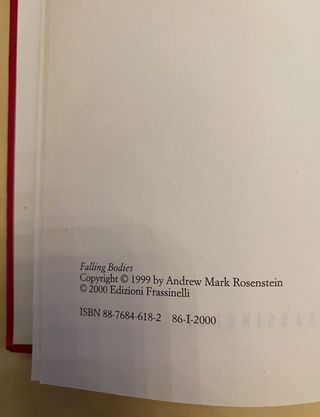 Falling Bodies
Copyright © 1999 by Andrew Mark Rosenstein
© 2000 Edizioni Frassinelli
ISBN 88-7684-618-2 86-I-2000